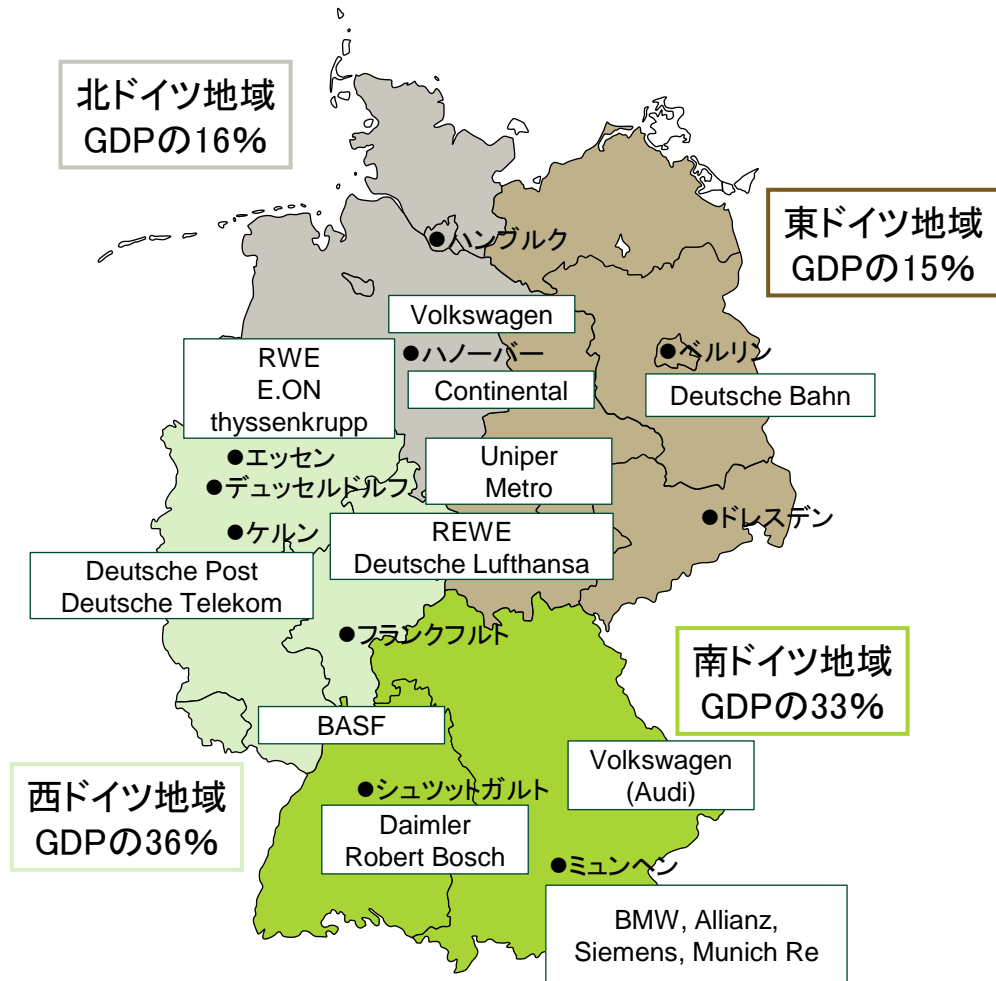 北ドイツ地域
GDPの16%
東ドイツ地域
GDPの15%
●ハンブルク
Volkswagen
●ハノーバー
●ベルリン
RWE
E.ON
thyssenkrupp
Continental
Deutsche Bahn
●エッセン
●デュッセルドルフ
Uniper
Metro
●ケルン
●ドレスデン
REWE
Deutsche Lufthansa
Deutsche Post
Deutsche Telekom
●フランクフルト
南ドイツ地域
GDPの33%
BASF
Volkswagen
(Audi)
西ドイツ地域
GDPの36%
●シュツットガルト
Daimler
Robert Bosch
●ミュンヘン
BMW, Allianz,
Siemens, Munich Re